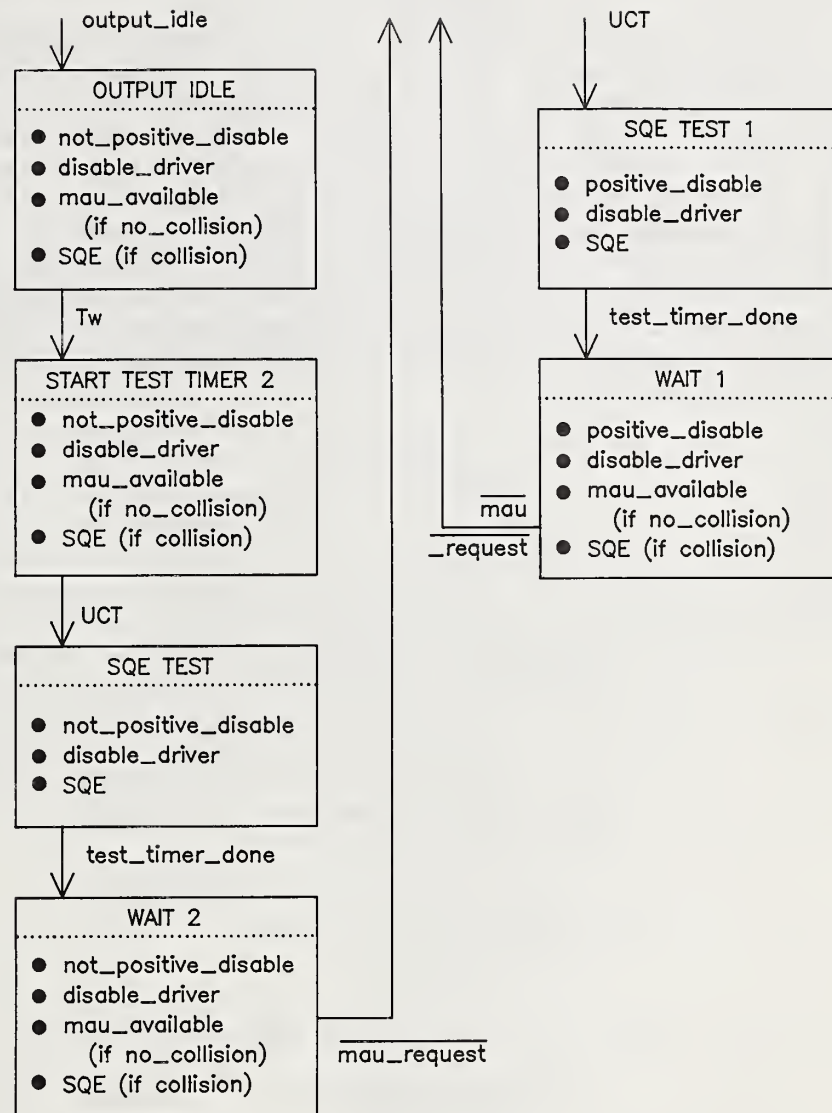 output_idle
OUTPUT IDLE
● not_positive_disable
● disable_driver
● mau_available
(if no_collision)
● SQE (if collision)
Tw
START TEST TIMER 2
● not_positive_disable
● disable_driver
● mau_available
(if no_collision)
● SQE (if collision)
UCT
SQE TEST
● not_positive_disable
● disable_driver
● SQE
test_timer_done
WAIT 2
● not_positive_disable
● disable_driver
● mau_available
(if no_collision)
● SQE (if collision)
mau_request
UCT
SQE TEST 1
● positive_disable
● disable_driver
● SQE
test_timer_done
WAIT 1
● positive_disable
● disable_driver
● mau_available
(if no_collision)
● SQE (if collision)
mau
_request